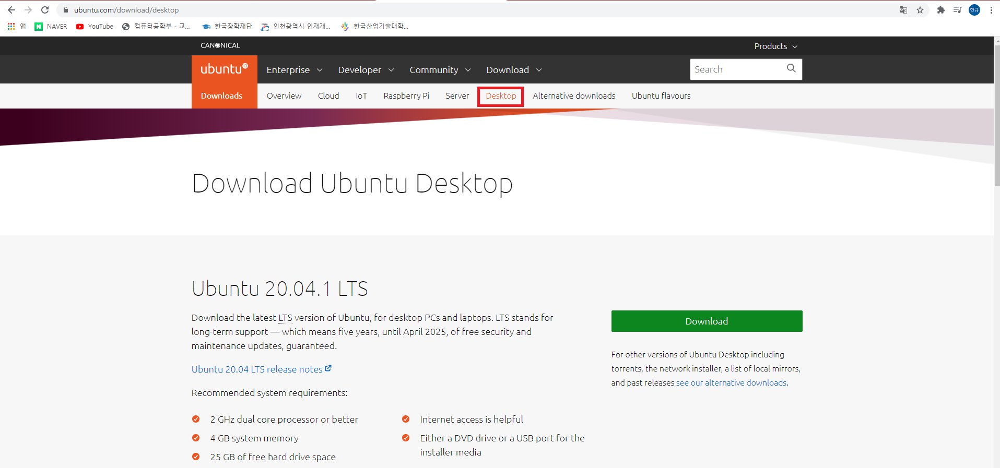 ubuntu.com/download/desktop
한규
앱 NAVER YouTube 컴퓨터공학부 - 교... 한국장학재단 인천광역시 인재개... 한국산업기술대학...
CANONICAL
Products
ubuntu Enterprise Developer Community Download Search
Downloads Overview Cloud IoT Raspberry Pi Server Desktop Alternative downloads Ubuntu flavours
Download Ubuntu Desktop
Ubuntu 20.04.1 LTS
Download the latest LTS version of Ubuntu, for desktop PCs and laptops. LTS stands for
long-term support — which means five years, until April 2025, of free security and
maintenance updates, guaranteed.
Ubuntu 20.04 LTS release notes
Recommended system requirements:
2 GHz dual core processor or better
4 GB system memory
25 GB of free hard drive space
Internet access is helpful
Either a DVD drive or a USB port for the
installer media
Download
For other versions of Ubuntu Desktop including
torrents, the network installer, a list of local mirrors,
and past releases see our alternative downloads.